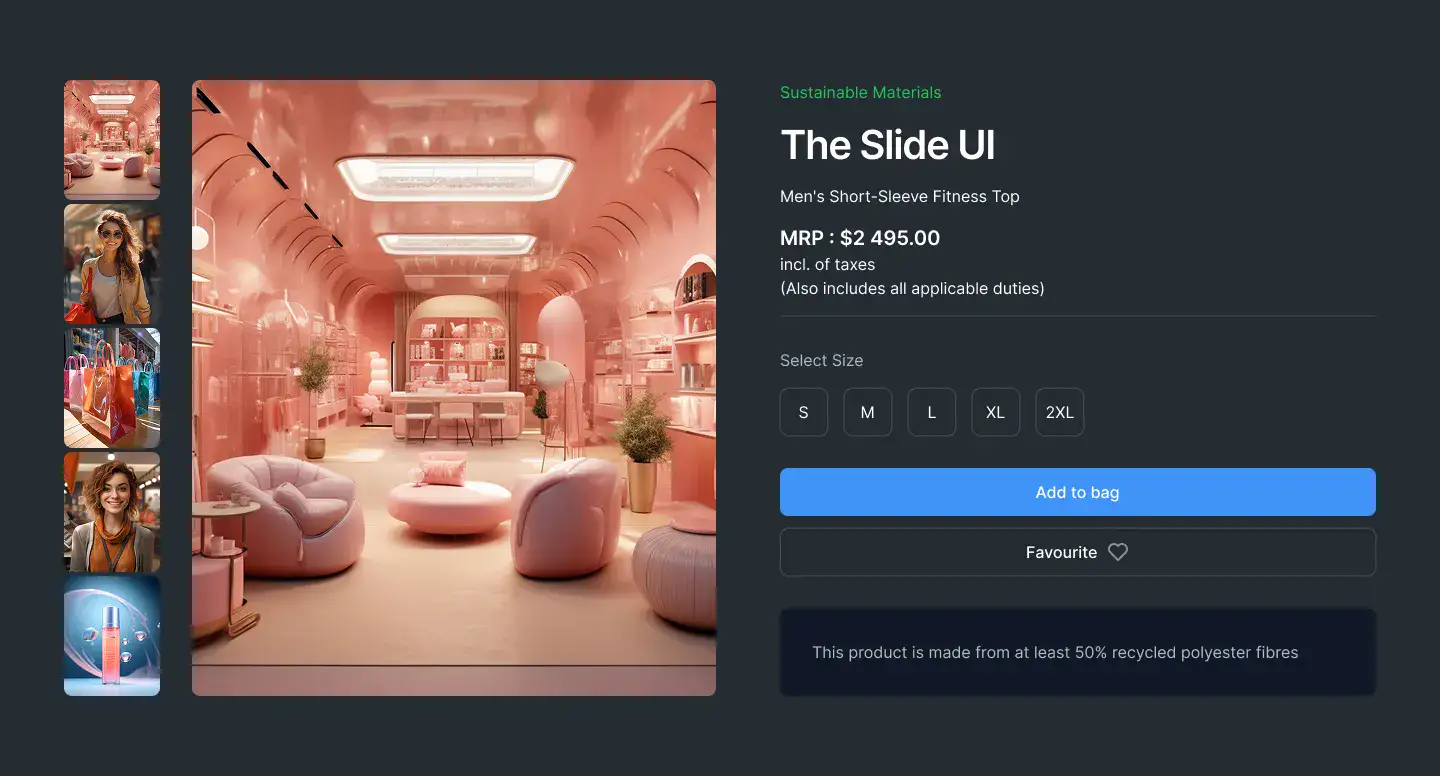 Sustainable Materials
The Slide UI
Men's Short-Sleeve Fitness Top
MRP : $2 495.00
incl. of taxes
(Also includes all applicable duties)
Select Size
S M L XL 2XL
Add to bag
Favourite
This product is made from at least 50% recycled polyester fibres